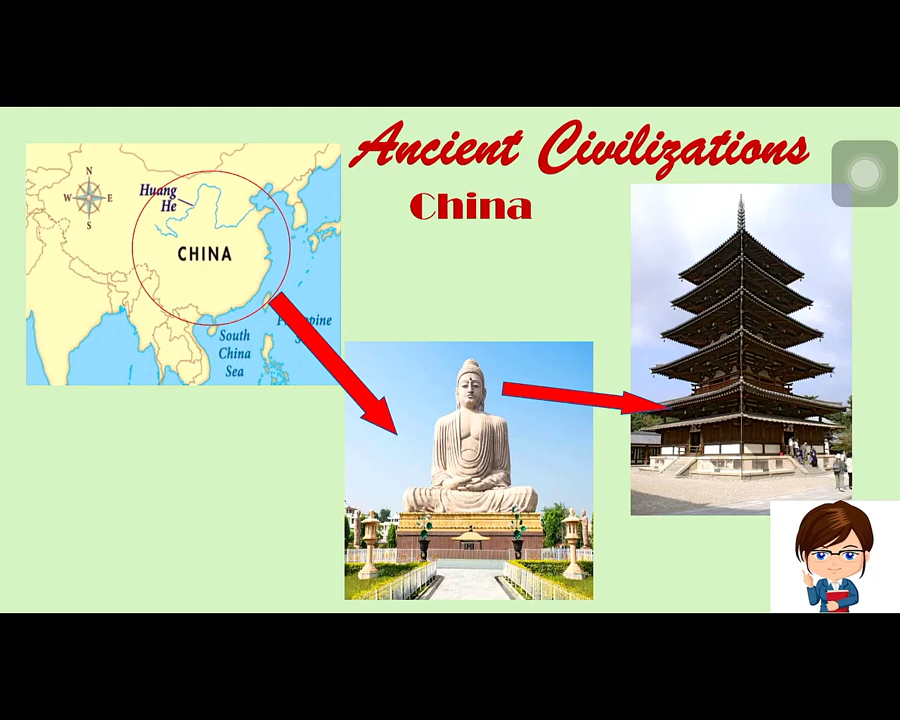 Ancient Civilizations
China
N
W E
S
Huang
He
CHINA
South
China
Sea